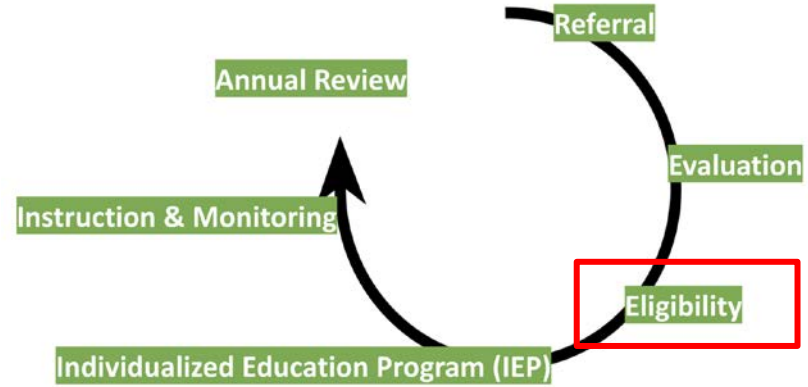 Referral
Annual Review
Evaluation
Instruction & Monitoring
Eligibility
Individualized Education Program (IEP)